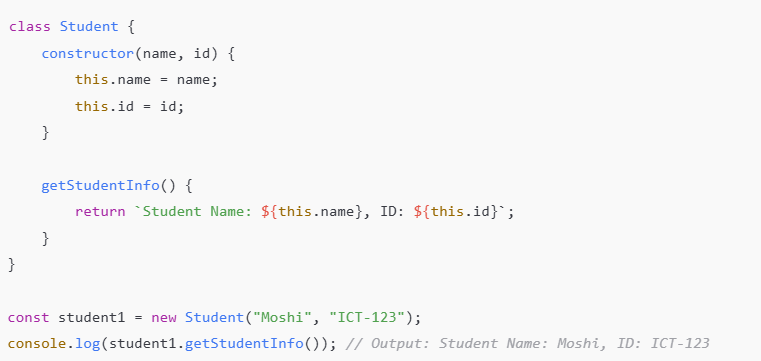 class Student {
    constructor(name, id) {
        this.name = name;
        this.id = id;
    }

    getStudentInfo() {
        return `Student Name: ${this.name}, ID: ${this.id}`;
    }
}

const student1 = new Student("Moshi", "ICT-123");
console.log(student1.getStudentInfo()); // Output: Student Name: Moshi, ID: ICT-123